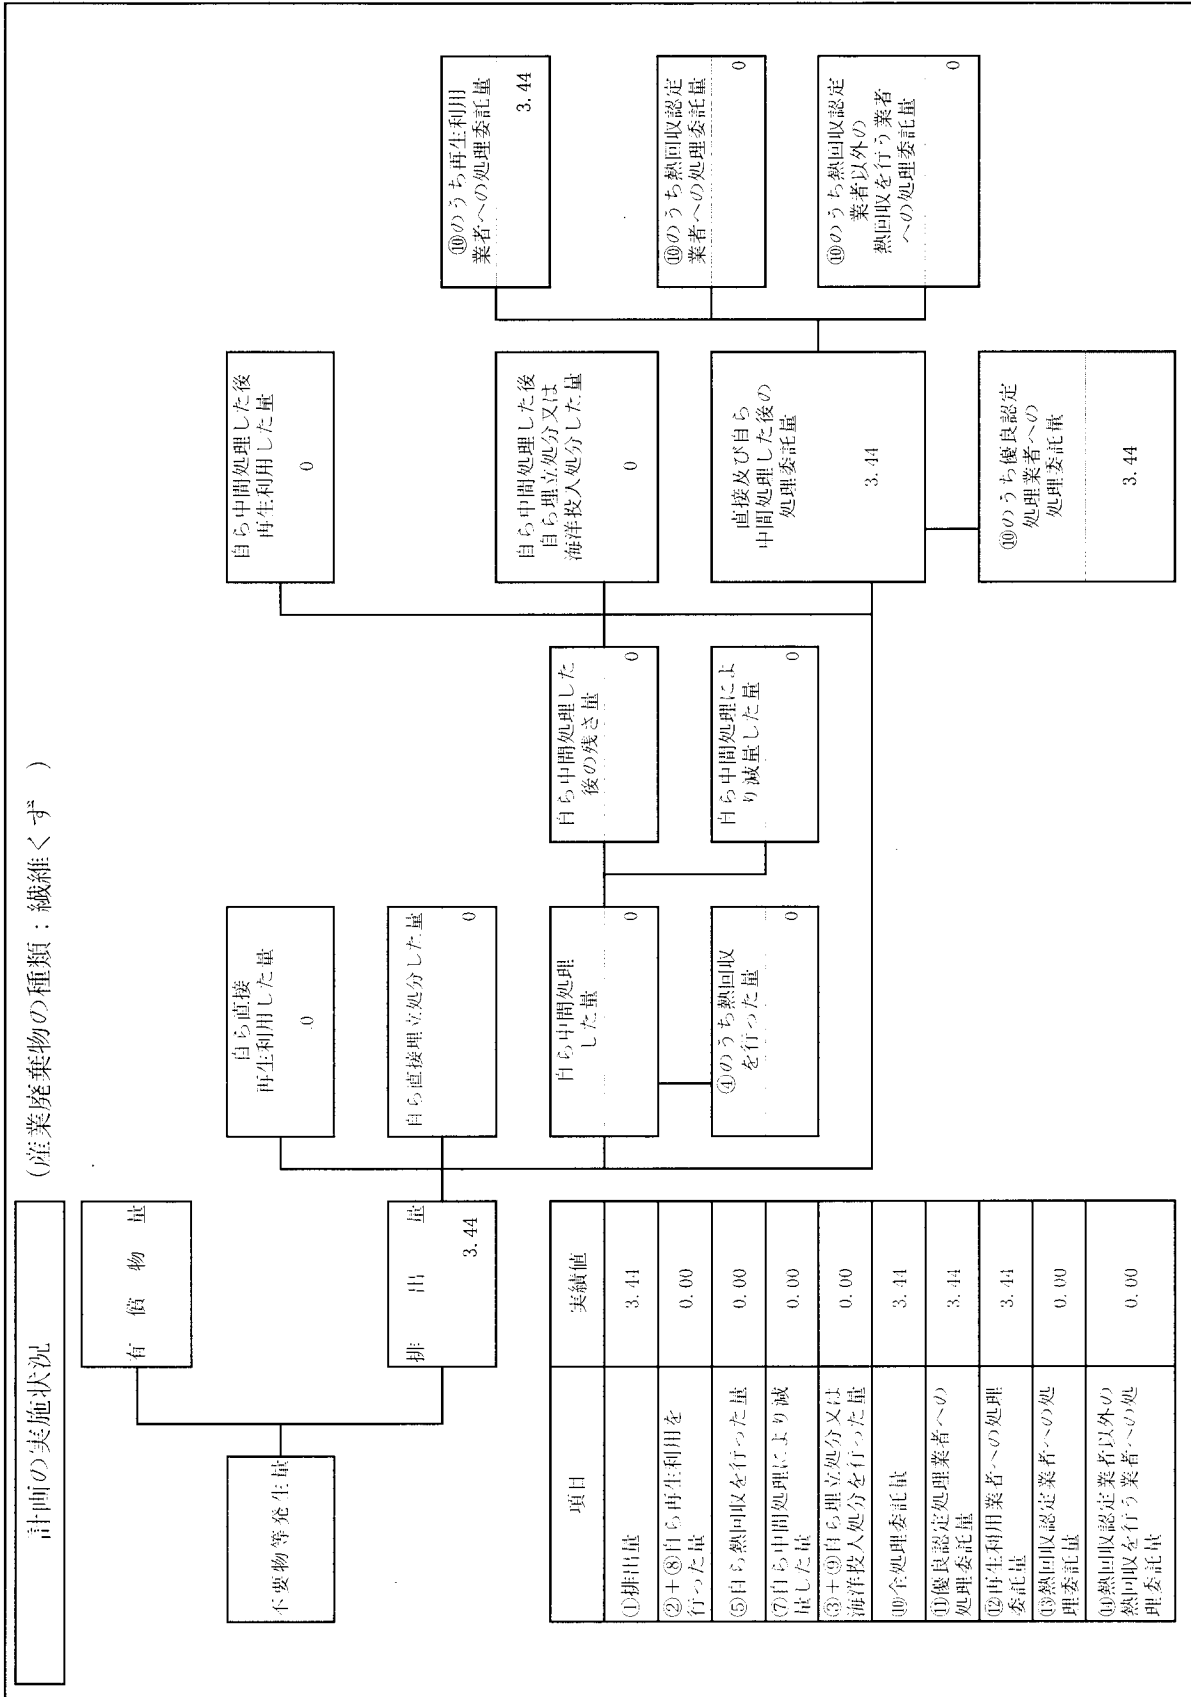 計画の実施状況
(産業廃棄物の種類：繊維くず　)
不要物等発生量
有　償　物　量
排　出　量
3.44
自ら直接
再生利用した量
0
自ら直接埋立処分した量
0
自ら中間処理
した量
0
④のうち熱回収
を行った量
0
自ら中間処理した
後の残さ量
0
自ら中間処理によ
り減量した量
0
自ら中間処理した後
再生利用した量
0
自ら中間処理した後
自ら埋立処分又は
海洋投入処分した量
0
直接及び自ら
中間処理した後の
処理委託量
3.44
⑩のうち優良認定
処理業者への
処理委託量
3.44
⑩のうち再生利用
業者への処理委託量
3.44
⑩のうち熱回収認定
業者への処理委託量
0
⑩のうち熱回収認定
業者以外の
熱回収を行う業者
への処理委託量
0
項目　実績値
①排出量　3.44
②＋⑧自ら再生利用を
行った量　0.00
⑤自ら熱回収を行った量　0.00
⑦自ら中間処理により減
量した量　0.00
③＋⑨自ら埋立処分又は
海洋投入処分を行った量　0.00
⑩全処理委託量　3.44
⑪優良認定処理業者への
処理委託量　3.44
⑫再生利用業者への処理
委託量　3.44
⑬熱回収認定業者への処
理委託量　0.00
⑭熱回収認定業者以外の
熱回収を行う業者への処
理委託量　0.00